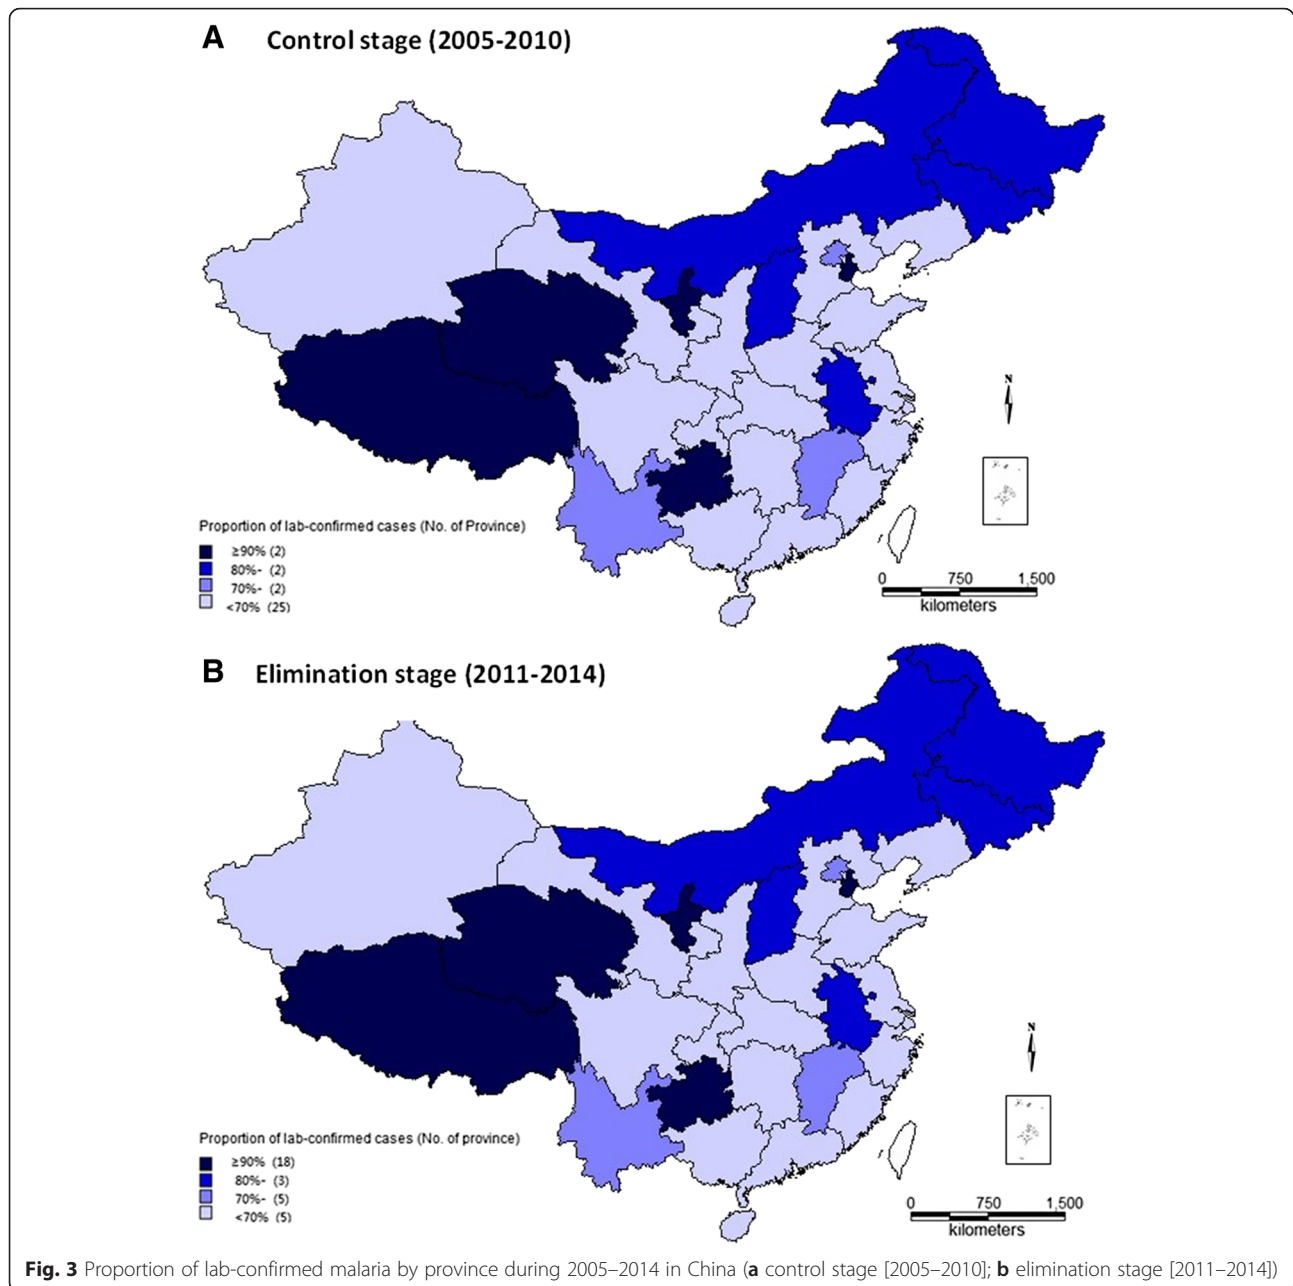 A Control stage (2005-2010)
N
Proportion of lab-confirmed cases (No. of Province)
≥90% (2)
80%- (2)
70%- (2)
<70% (25)
0 750 1,500
kilometers
B Elimination stage (2011-2014)
N
Proportion of lab-confirmed cases (No. of province)
≥90% (18)
80%- (3)
70%- (5)
<70% (5)
0 750 1,500
kilometers
Fig. 3 Proportion of lab-confirmed malaria by province during 2005–2014 in China (a control stage [2005–2010]; b elimination stage [2011–2014])